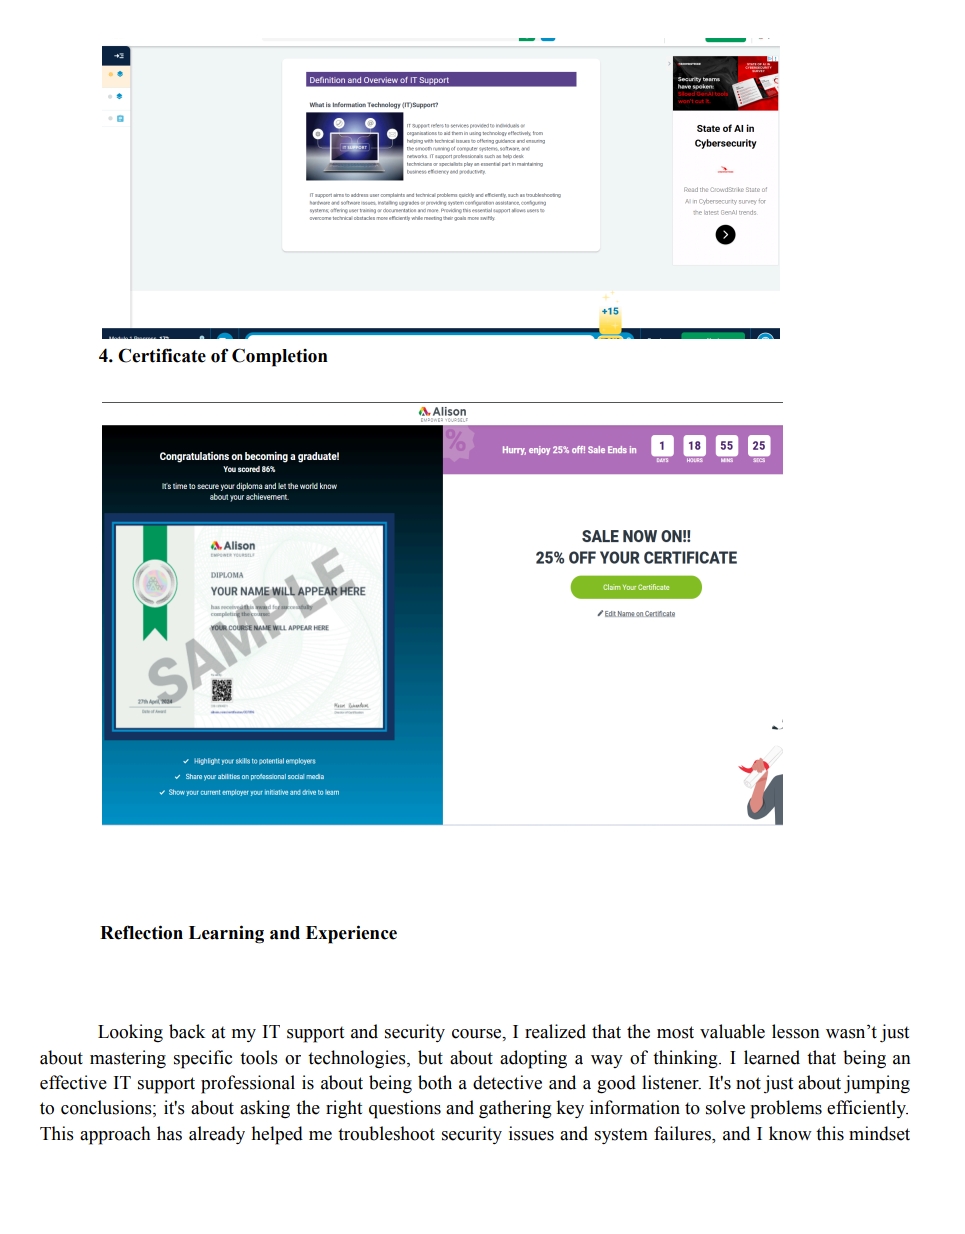 Definition and Overview of IT Support
What is Information Technology (IT)Support?
IT SUPPORT
IT Support refers to services provided to individuals or
organisations to aid them in using technology effectively, from
helping with technical issues to offering guidance and ensuring
the smooth running of computer systems, software, and
networks. IT support professionals such as help desk
technicians or specialists play an essential part in maintaining
business efficiency and productivity.
IT support aims to address user complaints and technical problems quickly and efficiently, such as troubleshooting
hardware and software issues, installing upgrades or providing system configuration assistance, configuring
systems, offering user training or documentation and more. Providing this essential support allows users to
overcome technical obstacles more efficiently while meeting their goals more swiftly.
STATE OF AI IN
CYBERSECURITY
SURVEY
Security teams
have spoken:
State of AI in
Cybersecurity
Read the CrowdStrike State of
AI in Cybersecurity survey for
the latest GenAI trends.
+15
4. Certificate of Completion
Alison
EMPOWER YOURSELF
Congratulations on becoming a graduate!
You scored 86%
It's time to secure your diploma and let the world know
about your achievement.
Alison
EMPOWER YOURSELF
DIPLOMA
YOUR NAME WILL APPEAR HERE
has received this award for successfully
completing the course:
YOUR COURSE NAME WILL APPEAR HERE
SAMPLE
27th April, 2024
Date of Award
✓ Highlight your skills to potential employers
✓ Share your abilities on professional social media
✓ Show your current employer your initiative and drive to learn
%
Hurry, enjoy 25% off! Sale Ends in
1 18 55 25
DAYS HOURS MINS SECS
SALE NOW ON!!
25% OFF YOUR CERTIFICATE
Claim Your Certificate
Edit Name on Certificate
Reflection Learning and Experience
Looking back at my IT support and security course, I realized that the most valuable lesson wasn’t just
about mastering specific tools or technologies, but about adopting a way of thinking. I learned that being an
effective IT support professional is about being both a detective and a good listener. It's not just about jumping
to conclusions; it's about asking the right questions and gathering key information to solve problems efficiently.
This approach has already helped me troubleshoot security issues and system failures, and I know this mindset